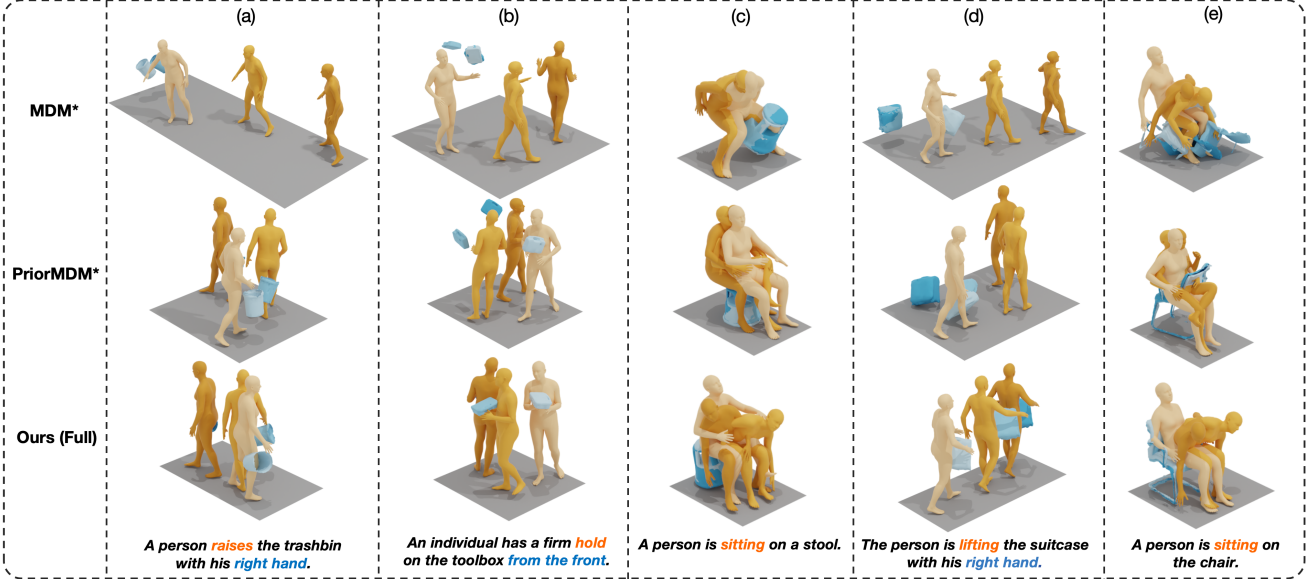 (a)
(b)
(c)
(d)
(e)
MDM*
PriorMDM*
Ours (Full)
A person raises the trashbin
with his right hand.
An individual has a firm hold
on the toolbox from the front.
A person is sitting on a stool.
The person is lifting the suitcase
with his right hand.
A person is sitting on
the chair.